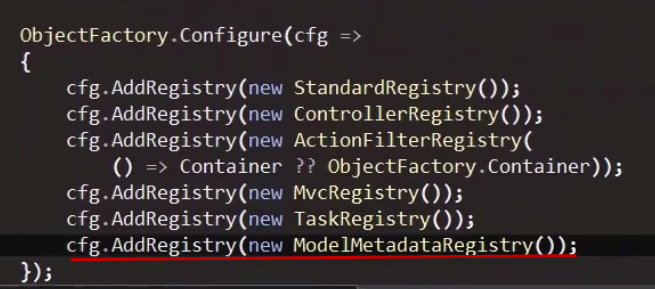 ObjectFactory.Configure(cfg =>
{
    cfg.AddRegistry(new StandardRegistry());
    cfg.AddRegistry(new ControllerRegistry());
    cfg.AddRegistry(new ActionFilterRegistry(
        () => Container ?? ObjectFactory.Container));
    cfg.AddRegistry(new MvcRegistry());
    cfg.AddRegistry(new TaskRegistry());
    cfg.AddRegistry(new ModelMetadataRegistry());
});